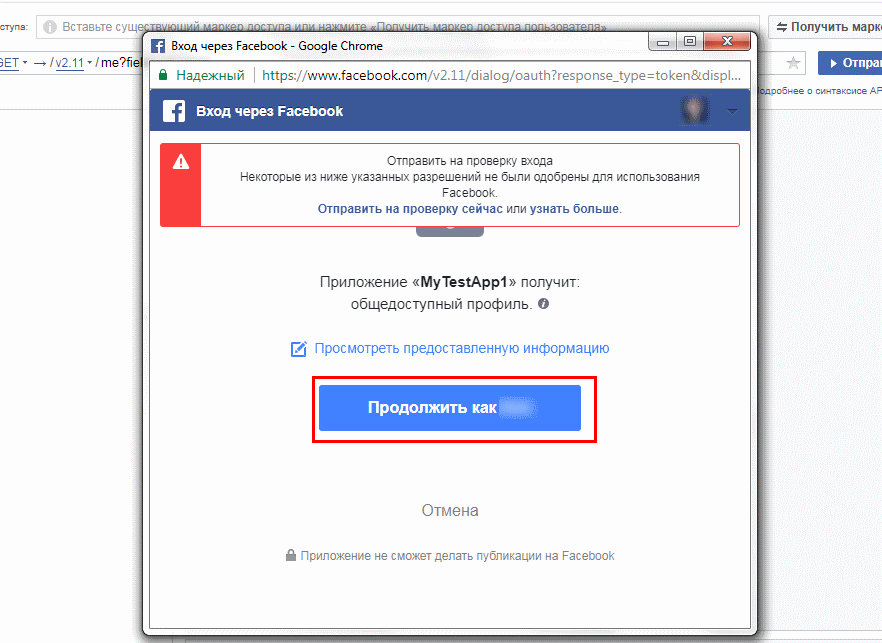 ступа:
Вставьте существующий маркер доступа или нажмите «Получить маркер доступа пользователя»
Получить марке
GET → /v2.11 /me?fiel
Отпра
Подробнее о синтаксисе AP
Вход через Facebook - Google Chrome
Надежный https://www.facebook.com/v2.11/dialog/oauth?response_type=token&displ...
Вход через Facebook
Отправить на проверку входа
Некоторые из ниже указанных разрешений не были одобрены для использования
Facebook.
Отправить на проверку сейчас или узнать больше.
Приложение «MyTestApp1» получит:
общедоступный профиль.
Просмотреть предоставленную информацию
Продолжить как
Отмена
Приложение не сможет делать публикации на Facebook